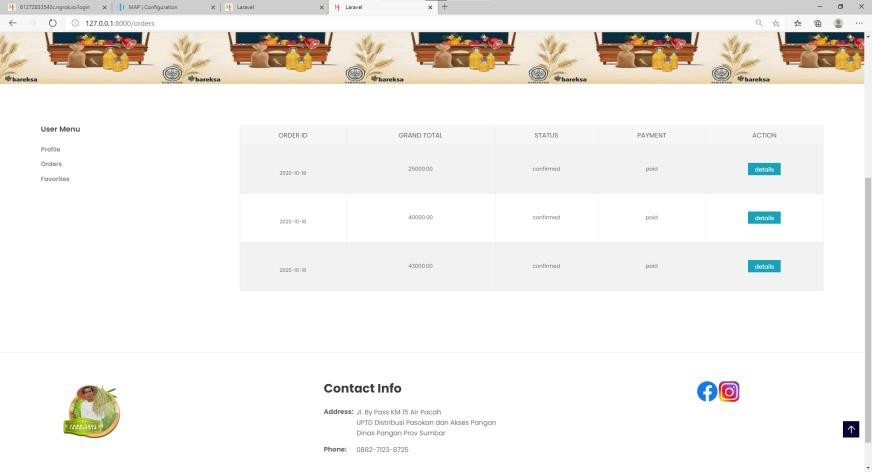 61272833543c.ngrok.io/login
MAP | Configuration
Laravel
Laravel
127.0.0.1:8000/orders
bareksa
bareksa
bareksa
bareksa
bareksa
User Menu
Profile
Orders
Favorites
ORDER ID GRAND TOTAL STATUS PAYMENT ACTION
2020-10-16 25000.00 confirmed paid details
2020-10-16 40000.00 confirmed paid details
2020-10-16 43000.00 confirmed paid details
Contact Info
Address: Jl. By Pass KM 15 Air Pacah
UPTD Distribusi Pasokan dan Akses Pangan
Dinas Pangan Prov Sumbar
Phone: 0882-7123-8725